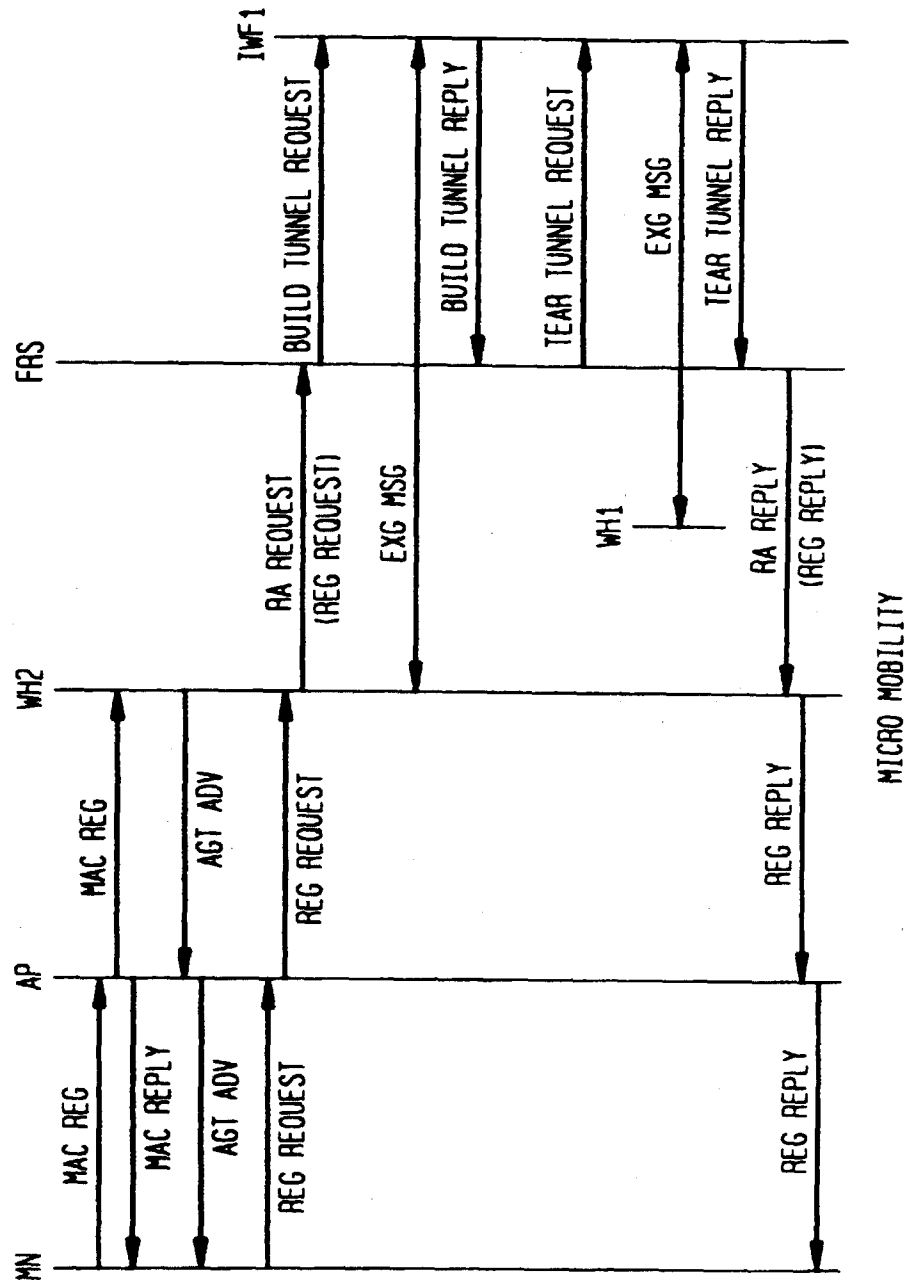 MN
AP
WH2
FRS
IWF1
MAC REG
MAC REG
MAC REPLY
AGT ADV
AGT ADV
REG REQUEST
REG REQUEST
RA REQUEST
(REG REQUEST)
BUILD TUNNEL REQUEST
EXG MSG
BUILD TUNNEL REPLY
TEAR TUNNEL REQUEST
WH1
EXG MSG
TEAR TUNNEL REPLY
RA REPLY
(REG REPLY)
REG REPLY
REG REPLY
MICRO MOBILITY